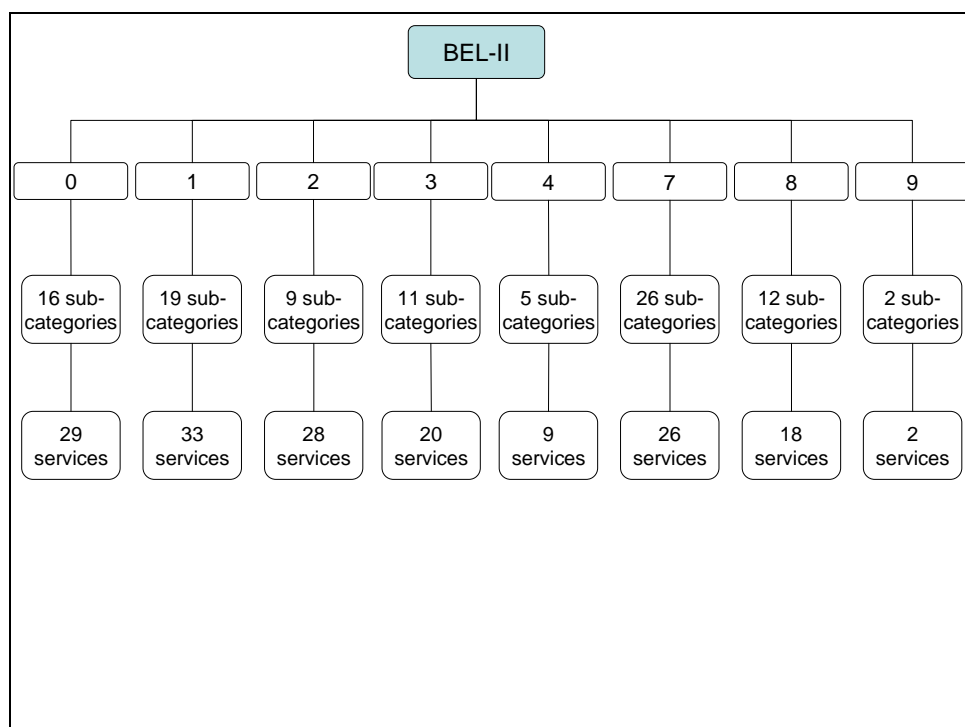 BEL-II
0 1 2 3 4 7 8 9
16 sub- 19 sub- 9 sub- 11 sub- 5 sub- 26 sub- 12 sub- 2 sub-
categories categories categories categories categories categories categories categories
29 33 28 20 9 26 18 2
services services services services services services services services